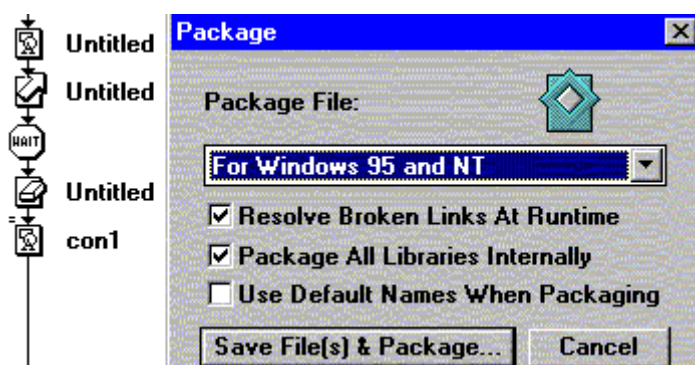 Untitled
Untitled
WAIT
Untitled
con1
Package
Package File:
For Windows 95 and NT
Resolve Broken Links At Runtime
Package All Libraries Internally
Use Default Names When Packaging
Save File(s) & Package...
Cancel